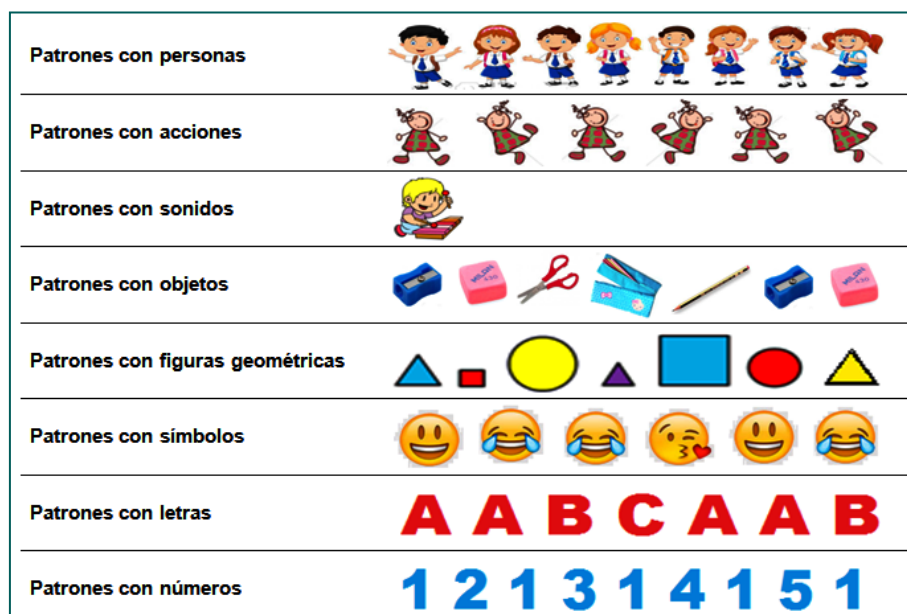 Patrones con personas
Patrones con acciones
Patrones con sonidos
Patrones con objetos
Patrones con figuras geométricas
Patrones con símbolos
Patrones con letras
A A B C A A B
Patrones con números
1 2 1 3 1 4 1 5 1